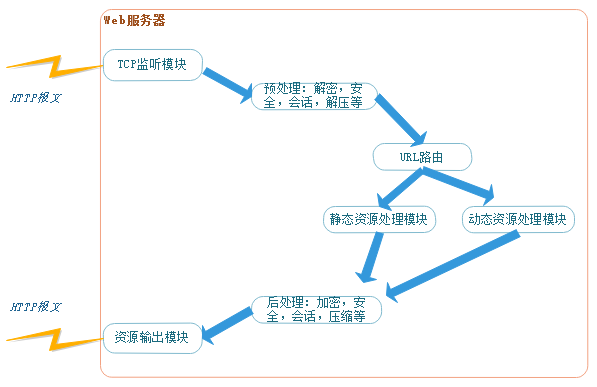 Web服务器
TCP监听模块
HTTP报文
预处理：解密，安
全，会话，解压等
URL路由
静态资源处理模块
动态资源处理模块
后处理：加密，安
全，会话，压缩等
HTTP报文
资源输出模块